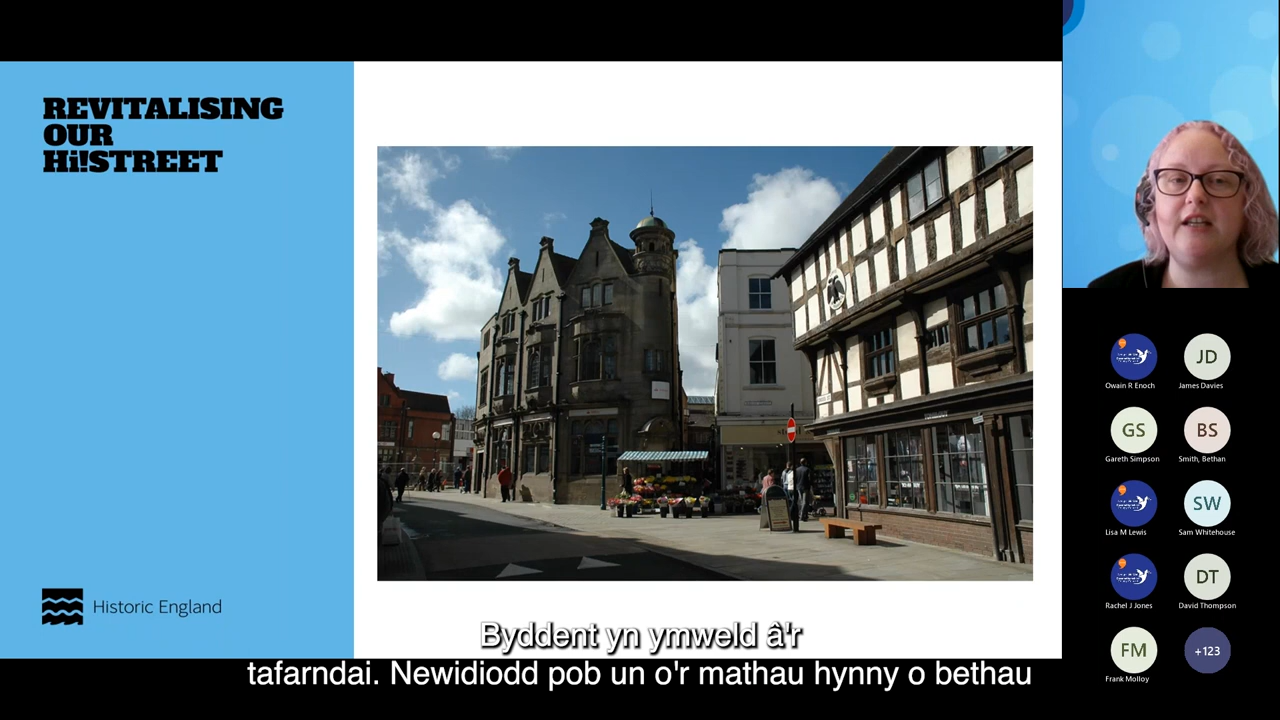 REVITALISING
OUR
Hi!STREET
Historic England
Byddent yn ymweld â'r
tafarndai. Newidiodd pob un o'r mathau hynny o bethau
Owain R Enoch
JD
James Davies
GS
Gareth Simpson
BS
Smith, Bethan
Lisa M Lewis
SW
Sam Whitehouse
Rachel J Jones
DT
David Thompson
FM
Frank Molloy
+123